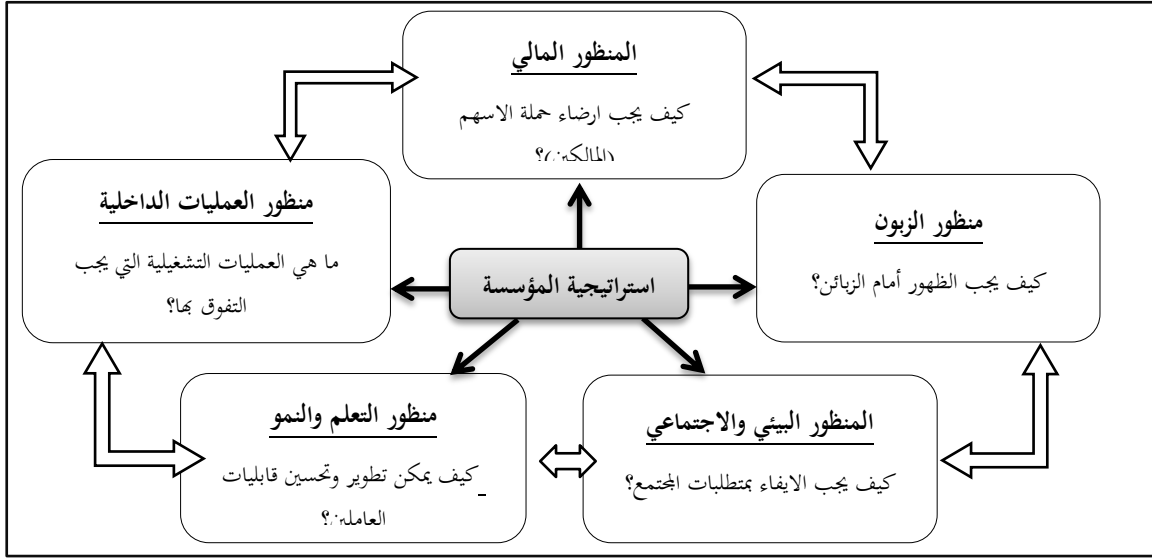 المنظور المالي
كيف يجب ارضاء حملة الاسهم
(المالكين)؟
منظور العمليات الداخلية
ما هي العمليات التشغيلية التي يجب
التفوق بها؟
منظور الزبون
كيف يجب الظهور أمام الزبائن؟
استراتيجية المؤسسة
منظور التعلم والنمو
كيف يمكن تطوير وتحسين قابليات
العاملين؟
المنظور البيئي والاجتماعي
كيف يجب الايفاء بمتطلبات المجتمع؟